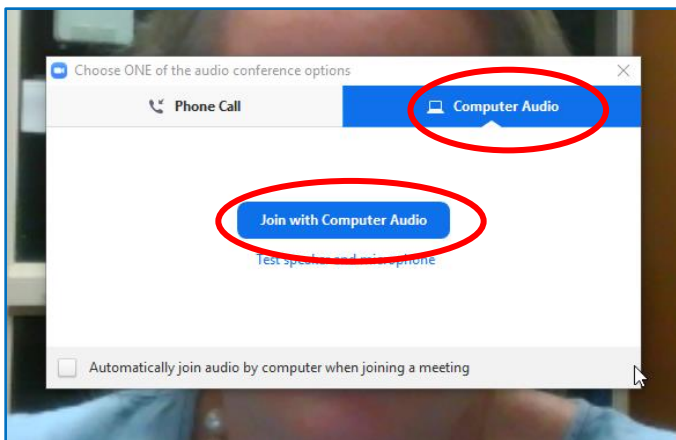 Choose ONE of the audio conference options
Phone Call
Computer Audio
Join with Computer Audio
Test speaker and microphone
Automatically join audio by computer when joining a meeting